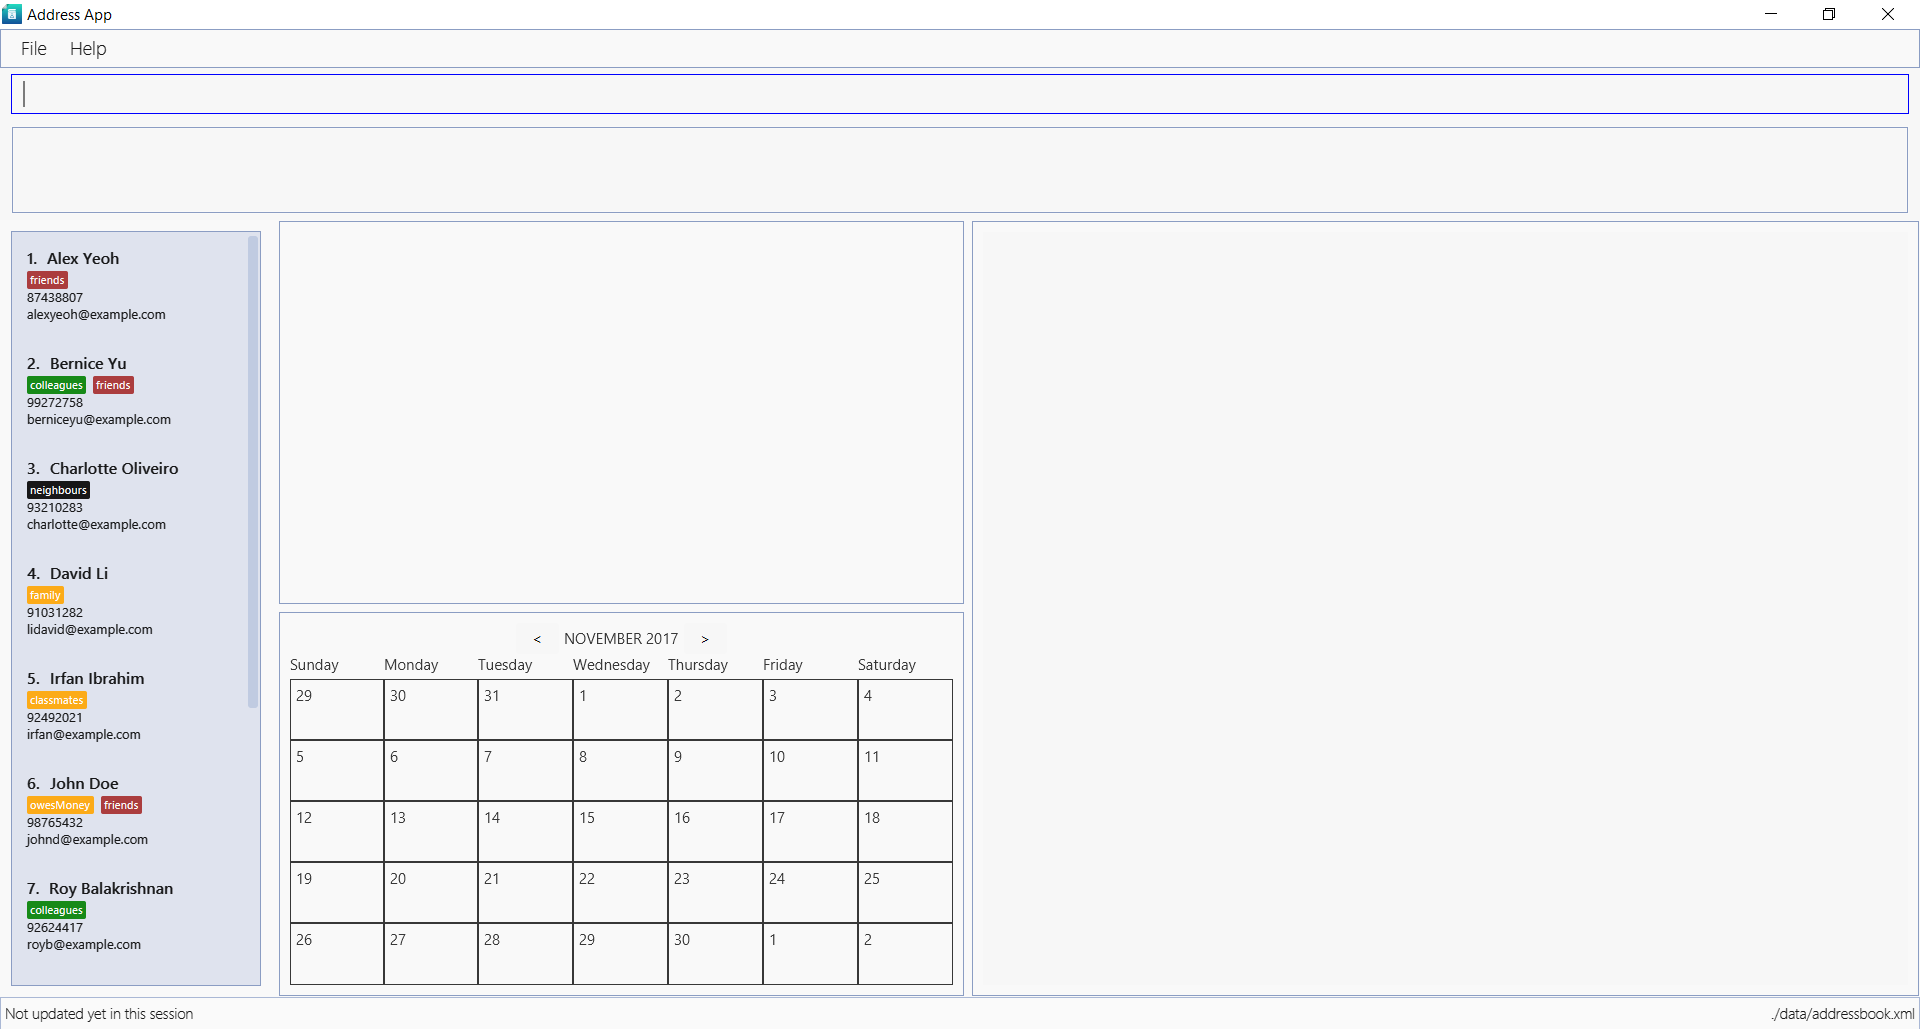 Address App
File Help
1. Alex Yeoh
friends
87438807
alexyeoh@example.com
2. Bernice Yu
colleagues friends
99272758
berniceyu@example.com
3. Charlotte Oliveiro
neighbours
93210283
charlotte@example.com
4. David Li
family
91031282
lidavid@example.com
5. Irfan Ibrahim
classmates
92492021
irfan@example.com
6. John Doe
owesMoney friends
98765432
johnd@example.com
7. Roy Balakrishnan
colleagues
92624417
royb@example.com
< NOVEMBER 2017 >
Sunday Monday Tuesday Wednesday Thursday Friday Saturday
29 30 31 1 2 3 4
5 6 7 8 9 10 11
12 13 14 15 16 17 18
19 20 21 22 23 24 25
26 27 28 29 30 1 2
Not updated yet in this session
./data/addressbook.xml